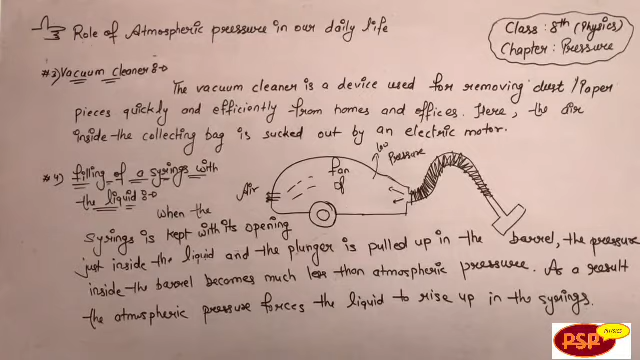 L-3 Role of Atmospheric pressure in our daily life
Class: 8th (Physics)
Chapter: Pressure
#3) Vacuum cleaner:-
The vacuum cleaner is a device used for removing dust / Paper
pieces quickly and efficiently from homes and offices. Here, the air
inside the collecting bag is sucked out by an electric motor.
#4) filling of a syrings with
the liquid:-
Air
fan
of
low
Pressure
when the
syrings is kept with its opening
just inside the liquid and the plunger is pulled up in the barrel, the pressure
inside the barrel becomes much less than atmospheric pressure. As a result
the atmospheric pressure forces the liquid to rise up in the syrings.
PSP
PHYSICS